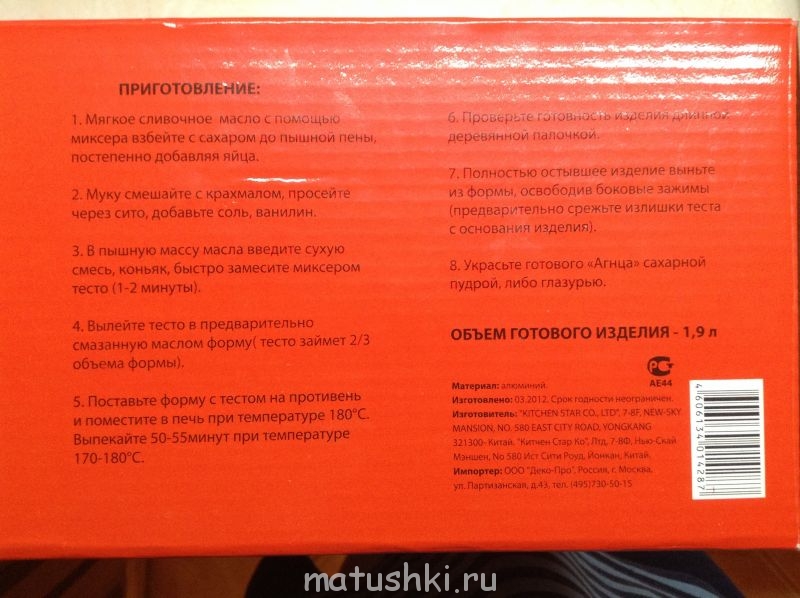 ПРИГОТОВЛЕНИЕ:
1. Мягкое сливочное масло с помощью
миксера взбейте с сахаром до пышной пены,
постепенно добавляя яйца.
2. Муку смешайте с крахмалом, просейте
через сито, добавьте соль, ванилин.
3. В пышную массу масла введите сухую
смесь, коньяк, быстро замесите миксером
тесто (1-2 минуты).
4. Вылейте тесто в предварительно
смазанную маслом форму( тесто займет 2/3
объема формы).
5. Поставьте форму с тестом на противень
и поместите в печь при температуре 180°С.
Выпекайте 50-55минут при температуре
170-180°С.
6. Проверьте готовность изделия длинной
деревянной палочкой.
7. Полностью остывшее изделие выньте
из формы, освободив боковые зажимы
(предварительно срежьте излишки теста
с основания изделия).
8. Украсьте готового «Агнца» сахарной
пудрой, либо глазурью.
ОБЪЕМ ГОТОВОГО ИЗДЕЛИЯ - 1,9 л
РС
АЕ44
Материал: алюминий.
Изготовлено: 03.2012. Срок годности неограничен.
Изготовитель: "KITCHEN STAR CO., LTD", 7-8F, NEW-SKY
MANSION, NO. 580 EAST CITY ROAD, YONGKANG
321300- Китай. "Китчен Стар Ко", Лтд, 7-8Ф, Нью-Скай
Мэншен, No 580 Ист Сити Роуд, Йонкан, Китай.
Импортер: ООО "Деко-Про", Россия, г. Москва,
ул. Партизанская, д.43, тел. (495)730-50-15
4606134014287
matushki.ru